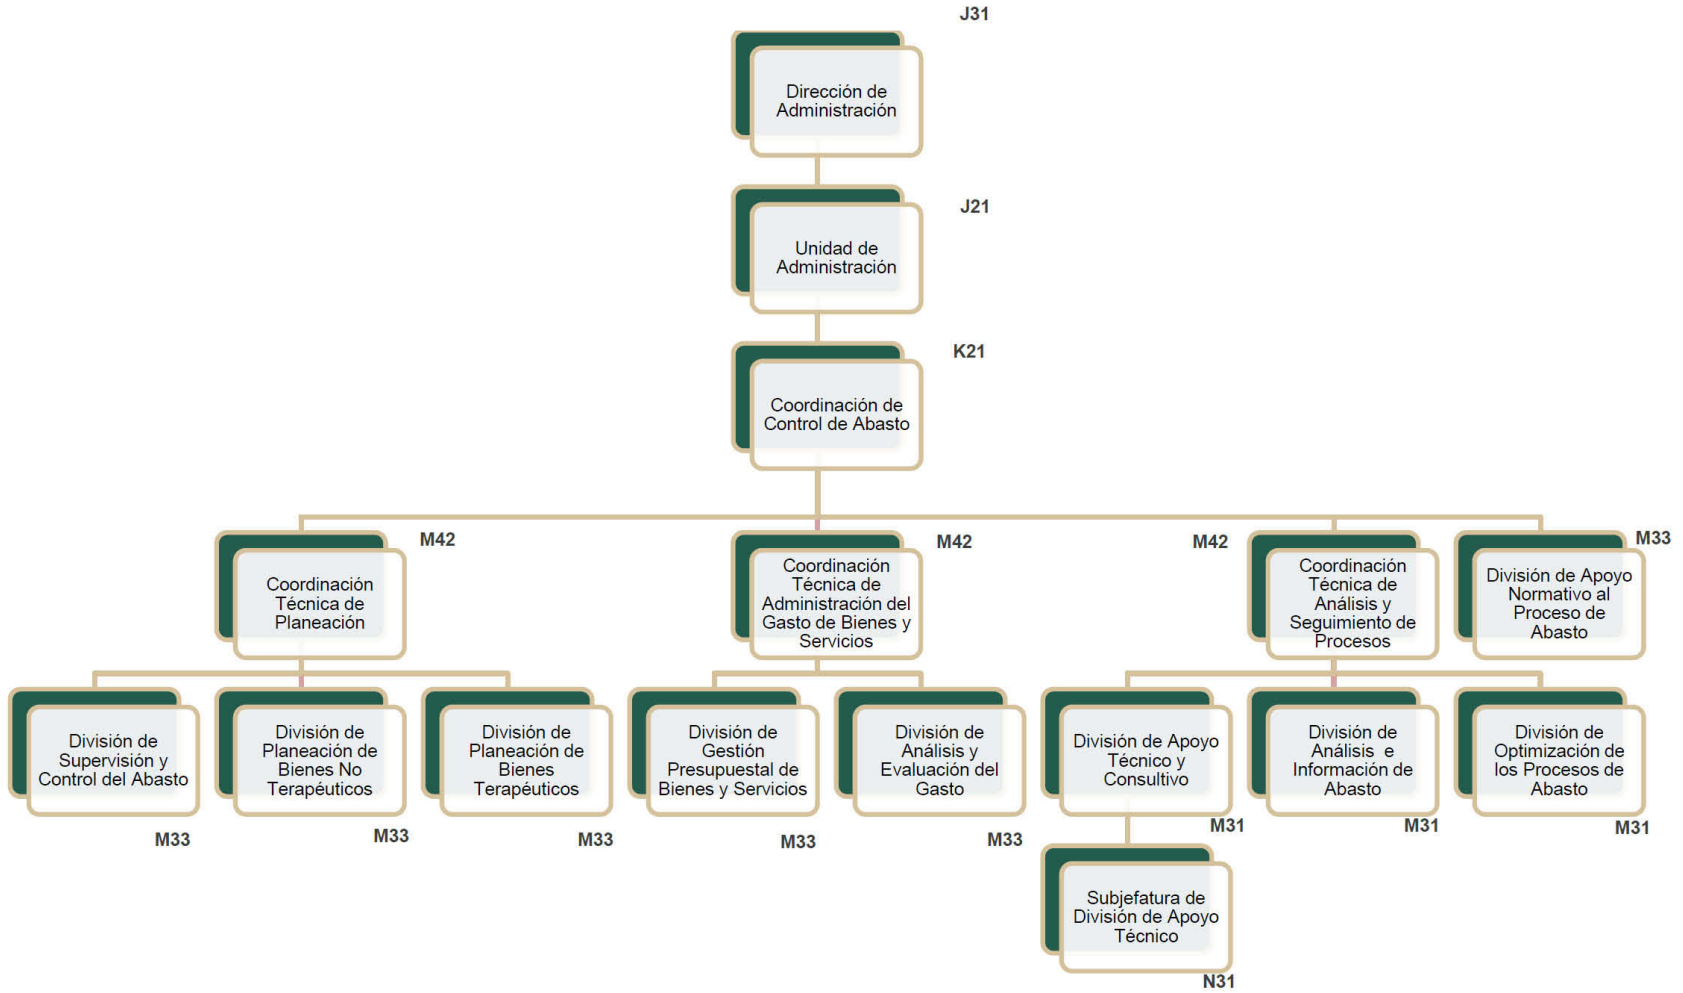 J31
Dirección de
Administración
J21
Unidad de
Administración
K21
Coordinación de
Control de Abasto
M42
Coordinación
Técnica de
Planeación
M42
Coordinación
Técnica de
Administración del
Gasto de Bienes y
Servicios
M42
Coordinación
Técnica de
Análisis y
Seguimiento de
Procesos
M33
División de Apoyo
Normativo al
Proceso de
Abasto
División de
Supervisión y
Control del Abasto
M33
División de
Planeación de
Bienes No
Terapéuticos
M33
División de
Planeación de
Bienes
Terapéuticos
M33
División de
Gestión
Presupuestal de
Bienes y Servicios
M33
División de
Análisis y
Evaluación del
Gasto
M33
División de Apoyo
Técnico y
Consultivo
M31
División de
Análisis e
Información de
Abasto
M31
División de
Optimización de
los Procesos de
Abasto
M31
Subjefatura de
División de Apoyo
Técnico
N31